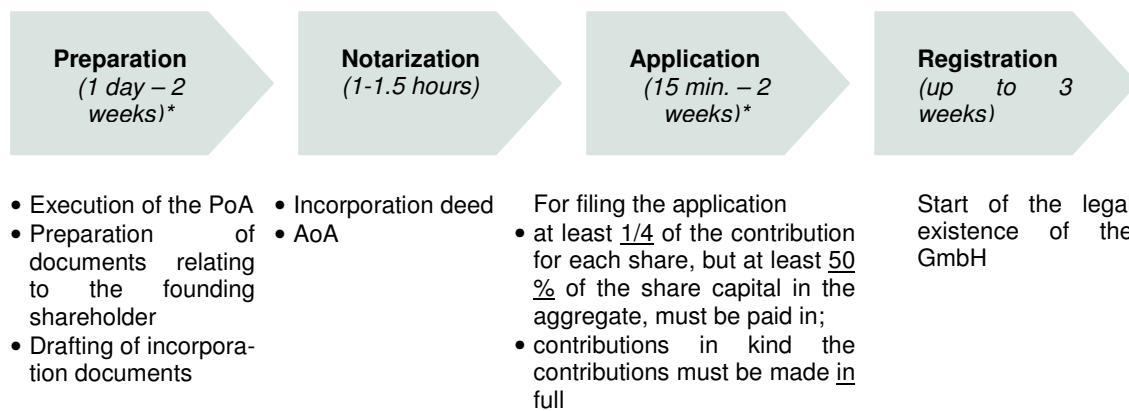 Preparation
(1 day – 2
weeks)*
Notarization
(1-1.5 hours)
Application
(15 min. – 2
weeks)*
Registration
(up to 3
weeks)
• Execution of the PoA
• Preparation of
documents relating
to the founding
shareholder
• Drafting of incorpora-
tion documents
• Incorporation deed
• AoA
For filing the application
• at least 1/4 of the contribution
for each share, but at least 50
% of the share capital in the
aggregate, must be paid in;
• contributions in kind the
contributions must be made in
full
Start of the legal
existence of the
GmbH